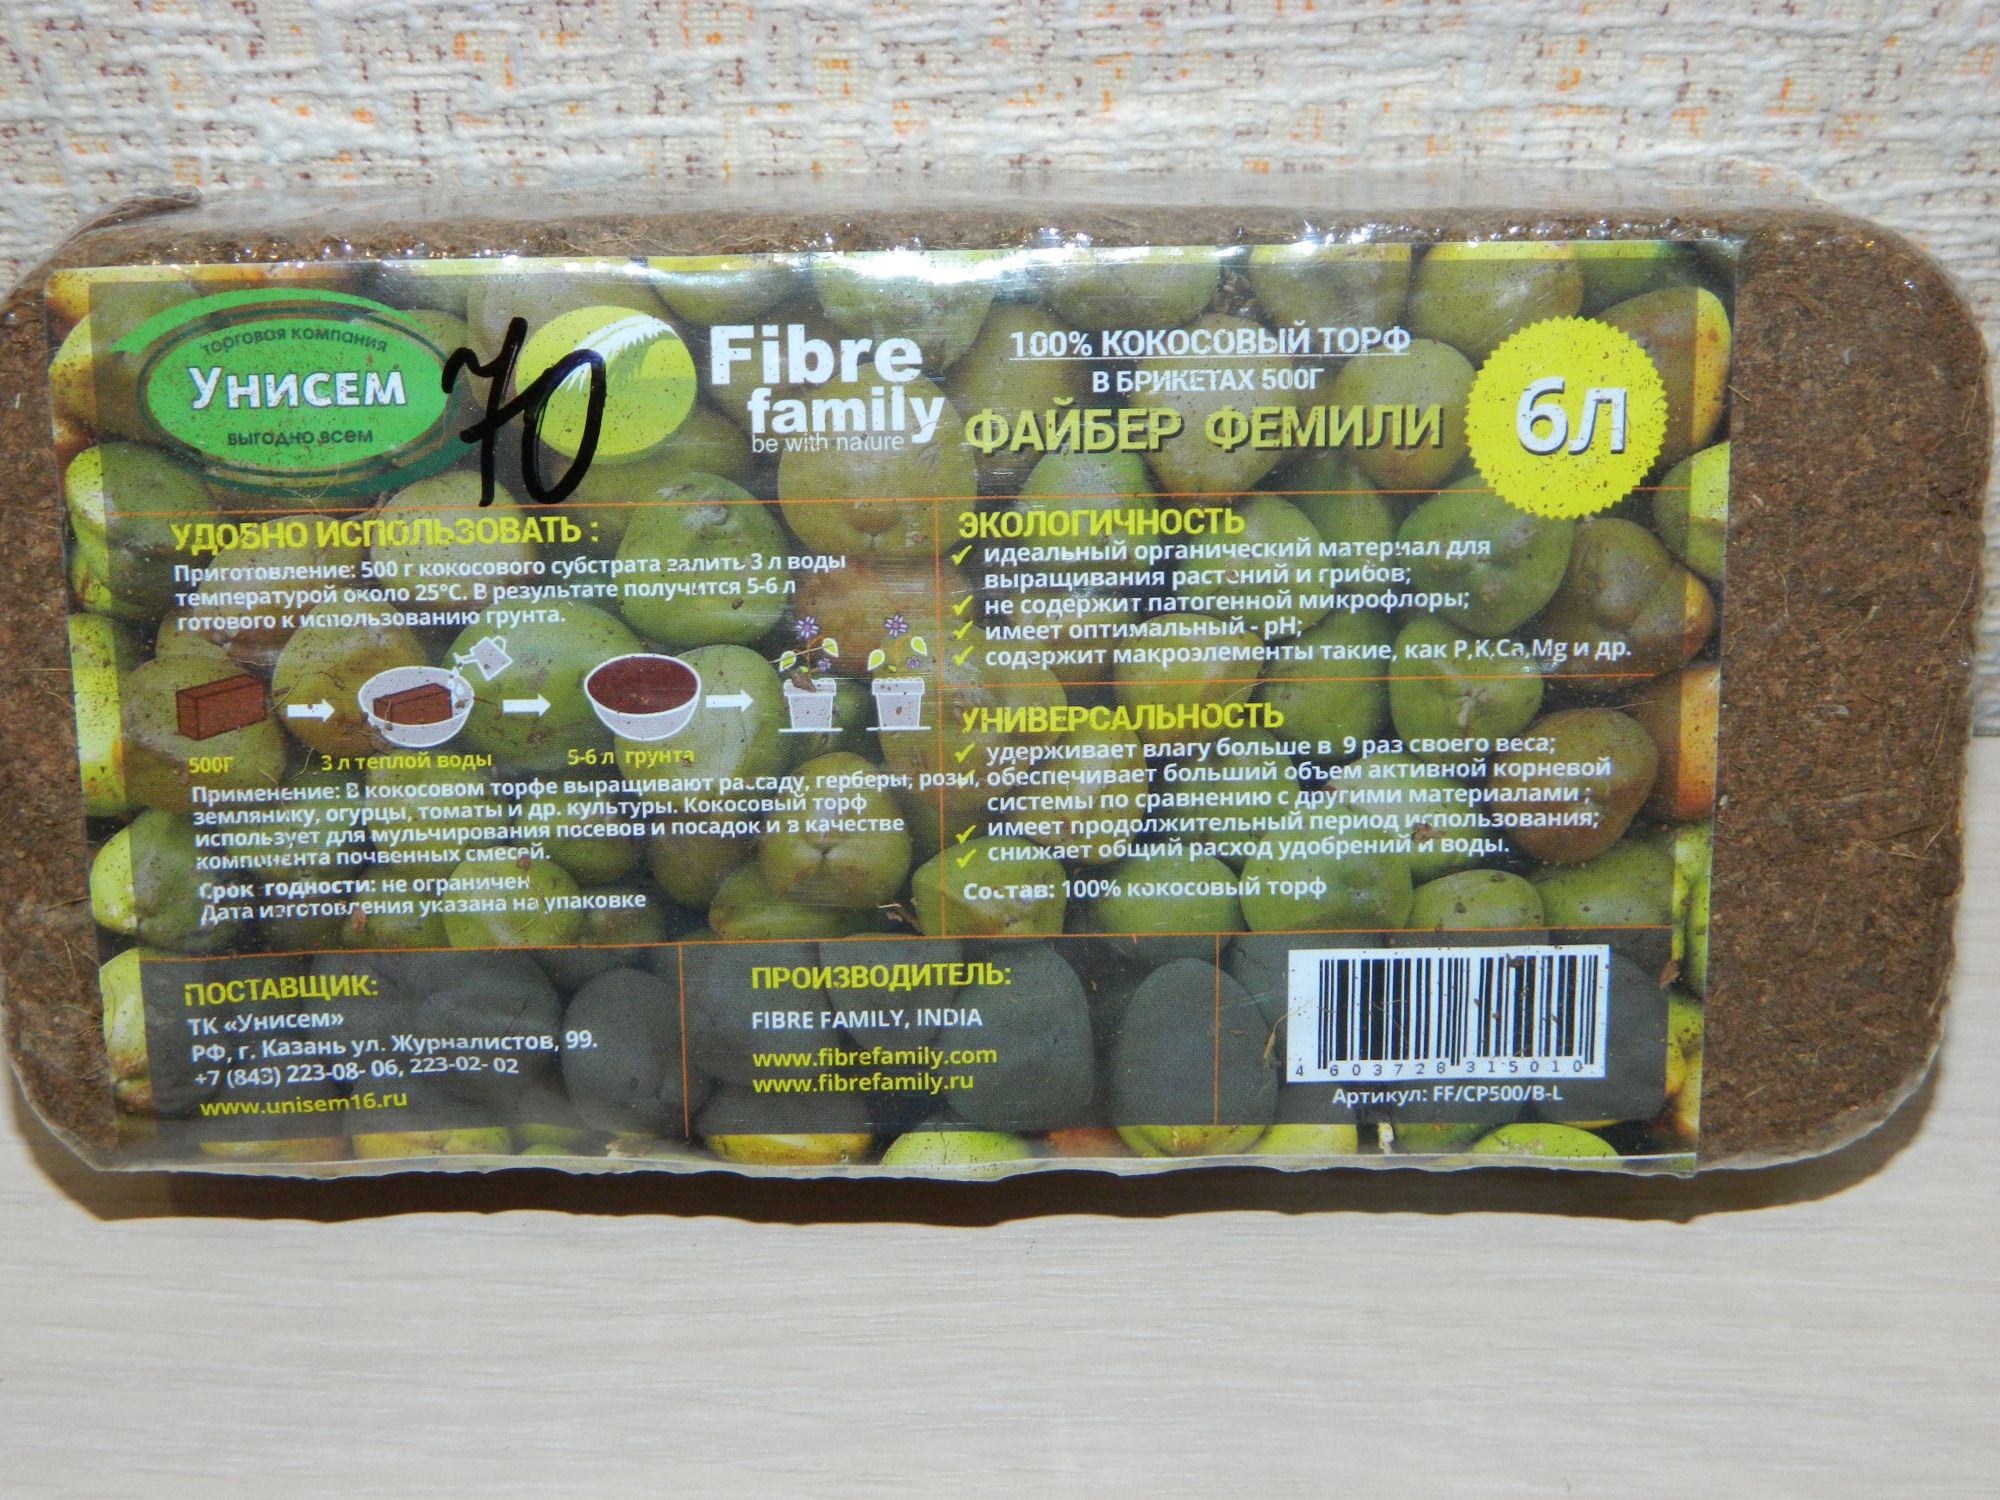 торговая компания
Унисем
выгодно всем
70
Fibre
family
be with nature
100% КОКОСОВЫЙ ТОРФ
В БРИКЕТАХ 500Г
ФАЙБЕР ФЕМИЛИ
6Л
УДОБНО ИСПОЛЬЗОВАТЬ :
Приготовление: 500 г кокосового субстрата залить 3 л воды
температурой около 25°С. В результате получится 5-6 л
готового к использованию грунта.
500Г
3 л теплой воды
5-6 л грунта
Применение: В кокосовом торфе выращивают рассаду, герберы, розы,
землянику, огурцы, томаты и др. культуры. Кокосовый торф
использует для мульчирования посевов и посадок и в качестве
компонента почвенных смесей.
Срок годности: не ограничен
Дата изготовления указана на упаковке
ЭКОЛОГИЧНОСТЬ
✓ идеальный органический материал для
выращивания растений и грибов;
✓ не содержит патогенной микрофлоры;
✓ имеет оптимальный - pH;
✓ содержит макроэлементы такие, как P,K,Ca,Mg и др.
УНИВЕРСАЛЬНОСТЬ
✓ удерживает влагу больше в 9 раз своего веса;
обеспечивает больший объем активной корневой
системы по сравнению с другими материалами ;
✓ имеет продолжительный период использования;
✓ снижает общий расход удобрений и воды.
Состав: 100% кокосовый торф
ПОСТАВЩИК:
ТК «Унисем»
РФ, г. Казань ул. Журналистов, 99.
+7 (843) 223-08- 06, 223-02- 02
www.unisem16.ru
ПРОИЗВОДИТЕЛЬ:
FIBRE FAMILY, INDIA
www.fibrefamily.com
www.fibrefamily.ru
4603728315010
Артикул: FF/CP500/B-L